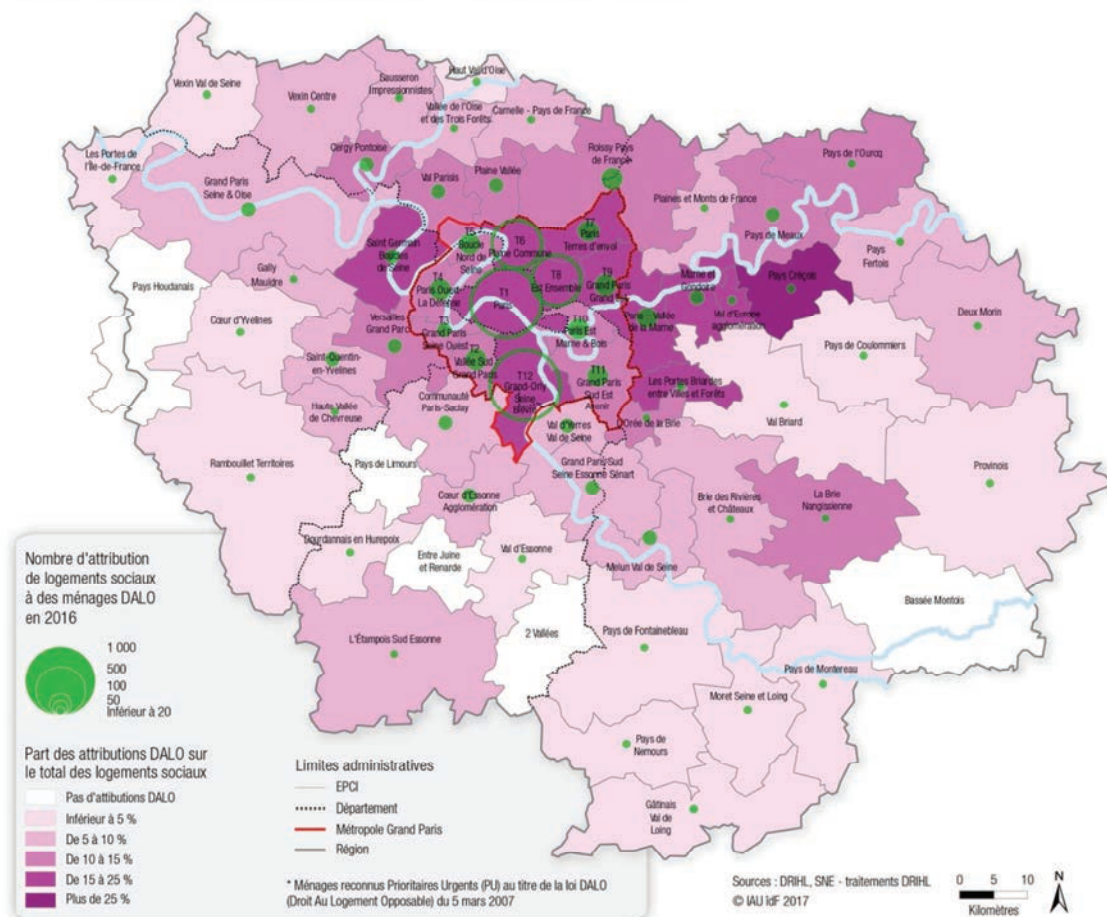 Haut Val d'Oise
Vexin Val de Seine
Vexin Centre
Sausseron
Impressionnistes
Vallée de l'Oise
et des Trois Forêts
Carnelle - Pays de France
Les Portes de
l'Île-de-France
Cergy Pontoise
Roissy Pays
de France
Pays de l'Ourcq
Grand Paris
Seine & Oise
Val Parisis
Plaine Vallée
Plaines et Monts de France
Pays de Meaux
Pays
Fertois
Saint Germain
Boucles
de Seine
T5
Boucle
Nord de
Seine
T6
Plaine Commune
T7
Paris
Terres d'envol
Pays Houdanais
Gally
Mauldre
T4
Paris Ouest
La Défense
T1
Paris
T8
Est Ensemble
T9
Grand Paris
Grand Est
Marne et
Gondoire
Pays Créçois
Val d'Europe
agglomération
Deux Morin
Cœur d'Yvelines
Versailles
Grand Parc
T3
Grand Paris
Seine Ouest
T10
Paris Est
Marne & Bois
Paris - Vallée
de la Marne
Pays de Coulommiers
Saint-Quentin-
en-Yvelines
T2
Vallée Sud
Grand Paris
T12
Grand-Orly
Seine
Bièvre
T11
Grand Paris
Sud Est
Avenir
Les Portes Briardes
entre Villes et Forêts
Haute Vallée
de Chevreuse
Communauté
Paris-Saclay
Val d'Yerres
Val de Seine
L'Orée de la Brie
Val Briard
Rambouillet Territoires
Pays de Limours
Grand Paris Sud
Seine Essonne Sénart
Provinois
Cœur d'Essonne
Agglomération
Brie des Rivières
et Châteaux
La Brie
Nangissienne
Dourdannais en Hurepoix
Entre Juine
et Renarde
Val d'Essonne
Melun Val de Seine
Bassée Montois
L'Étampois Sud Essonne
2 Vallées
Pays de Fontainebleau
Pays de Montereau
Moret Seine et Loing
Pays de
Nemours
Gâtinais
Val de
Loing
Nombre d'attribution
de logements sociaux
à des ménages DALO
en 2016
1 000
500
100
50
Inférieur à 20
Part des attributions DALO sur
le total des logements sociaux
Pas d'attibutions DALO
Inférieur à 5 %
De 5 à 10 %
De 10 à 15 %
De 15 à 25 %
Plus de 25 %
Limites administratives
EPCI
Département
Métropole Grand Paris
Région
* Ménages reconnus Prioritaires Urgents (PU) au titre de la loi DALO
(Droit Au Logement Opposable) du 5 mars 2007
Sources : DRIHL, SNE - traitements DRIHL
© IAU îdF 2017
0 5 10
Kilomètres
N